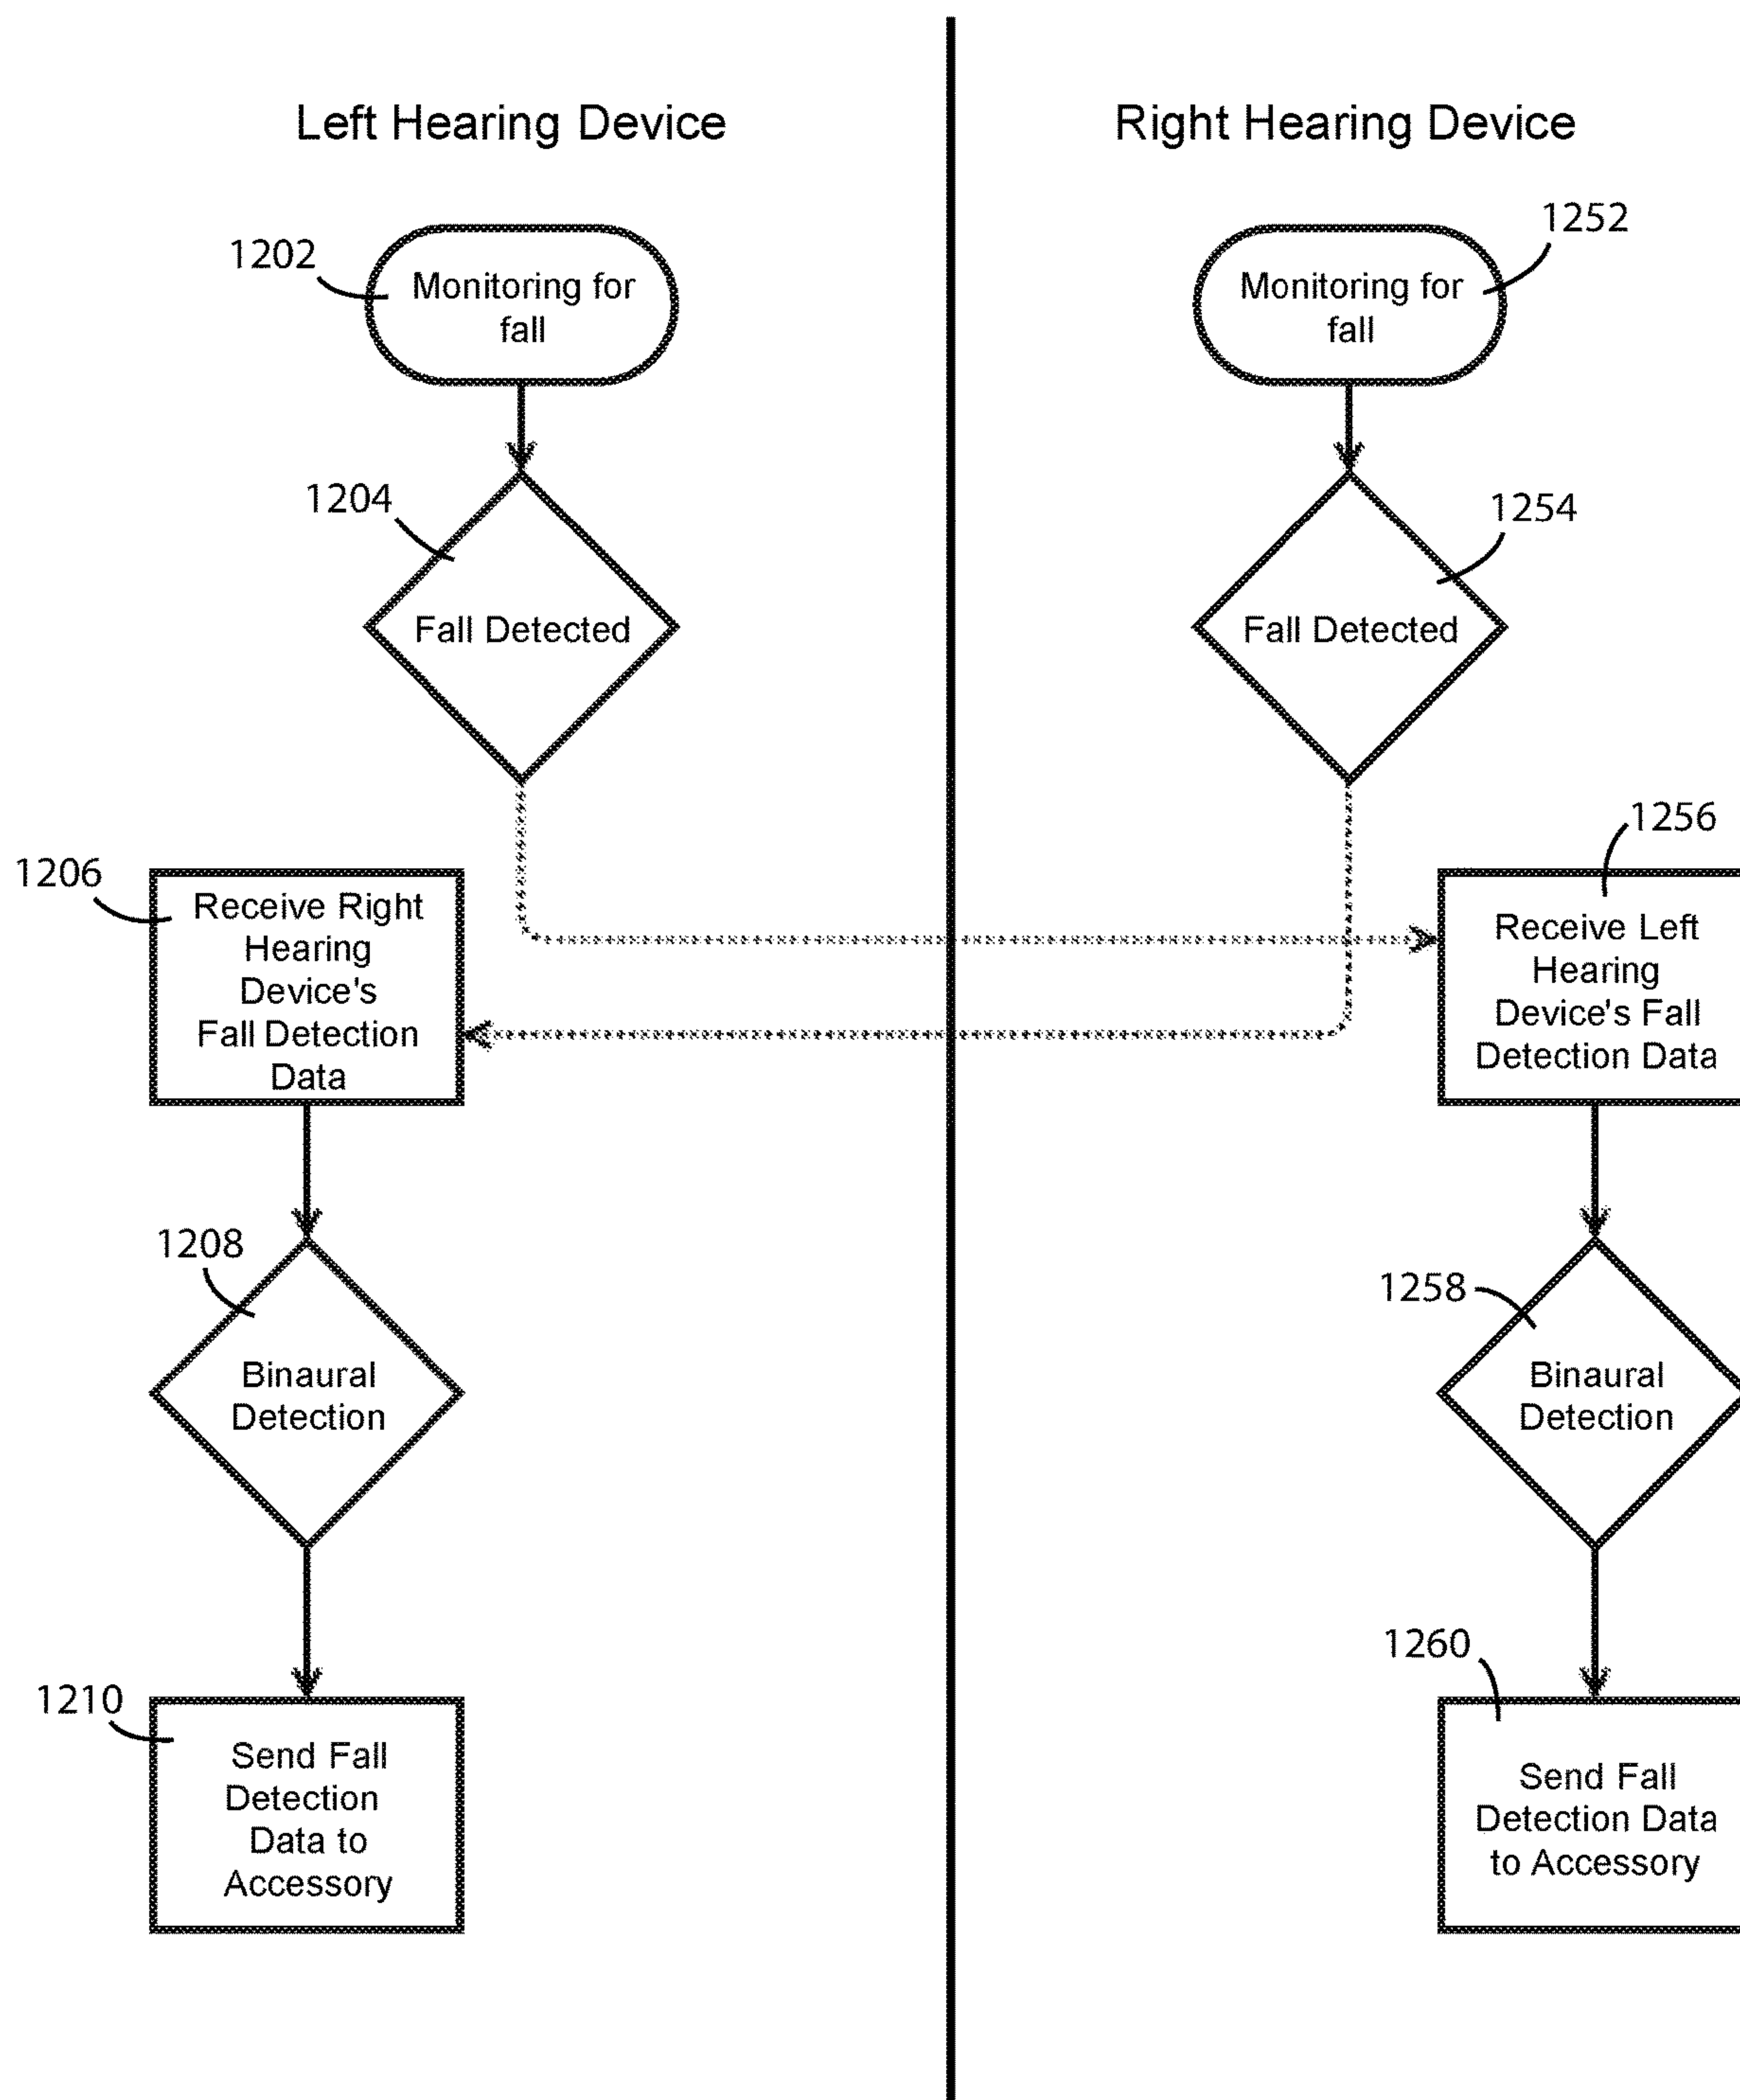 Left Hearing Device
Right Hearing Device
1202
Monitoring for
fall
1252
Monitoring for
fall
1204
Fall Detected
1254
Fall Detected
1206
Receive Right
Hearing
Device's
Fall Detection
Data
1256
Receive Left
Hearing
Device's Fall
Detection Data
1208
Binaural
Detection
1258
Binaural
Detection
1210
Send Fall
Detection
Data to
Accessory
1260
Send Fall
Detection Data
to Accessory